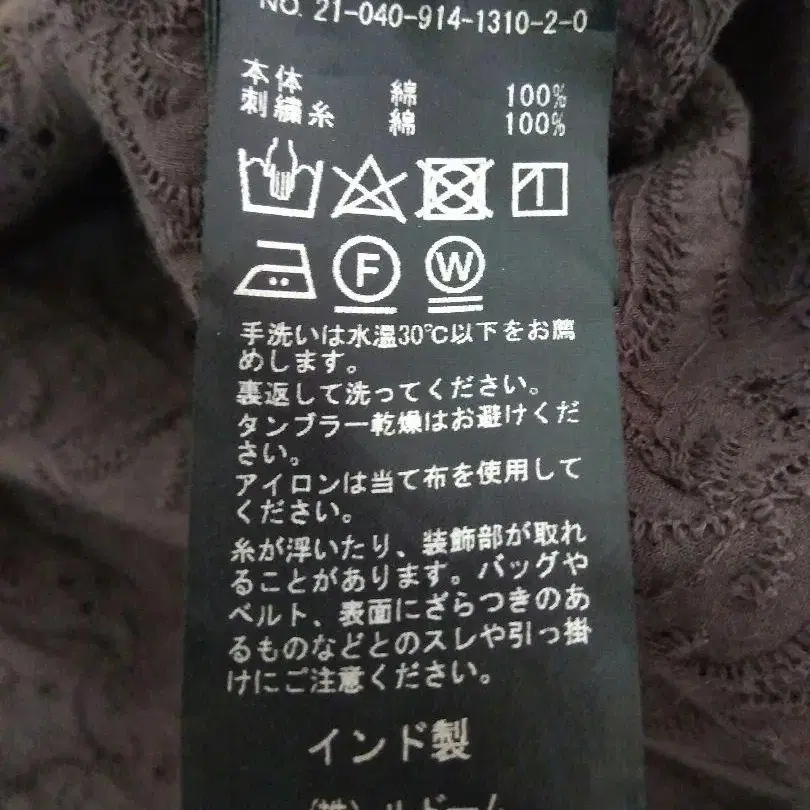 NO. 21-040-914-1310-2-0
本体 綿 100%
刺繍糸 綿 100%
F W
手洗いは水温30℃以下をお薦
めします。
裏返して洗ってください。
タンブラー乾燥はお避けくだ
さい。
アイロンは当て布を使用して
ください。
糸が浮いたり、装飾部が取れ
ることがあります。バッグや
ベルト、表面にざらつきのあ
るものなどとのスレや引っ掛
けにご注意ください。
インド製